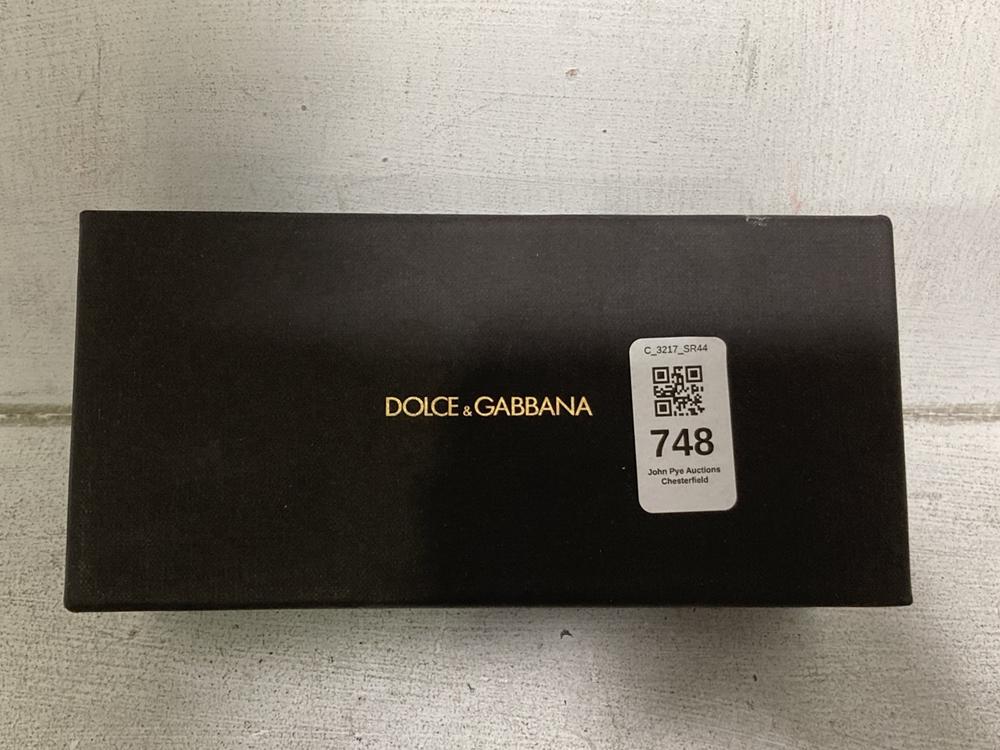 DOLCE & GABBANA
C_3217_SR44
748
John Pye Auctions
Chesterfield